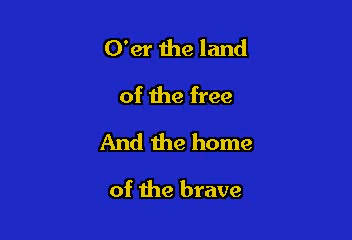 O'er the land
of the free
And the home
of the brave